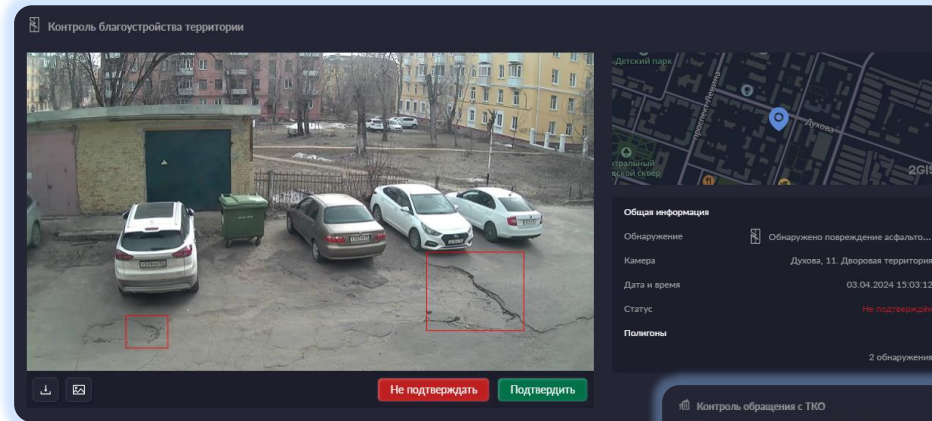 Контроль благоустройства территории
Детский парк
проспект Ленина
Духова
2GIS
Общая информация
Обнаружение Обнаружено повреждение асфальто...
Камера Духова, 11. Дворовая территория
Дата и время 03.04.2024 15:03:12
Статус Не подтвержден
Полигоны
2 обнаружения
Не подтверждать Подтвердить
Контроль обращения с ТКО